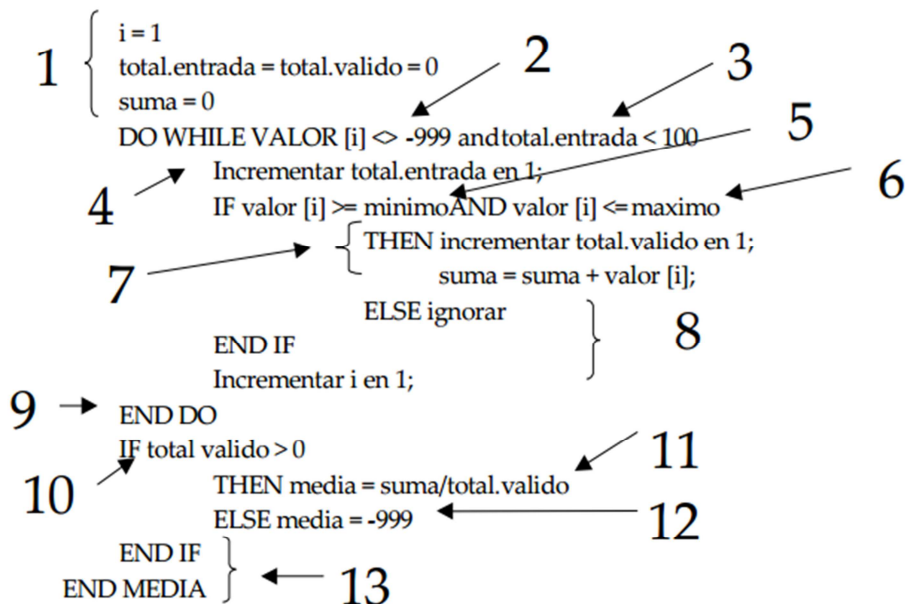 1
i = 1
total.entrada = total.valido = 0
suma = 0
2
3
DO WHILE VALOR [i] <> -999 andtotal.entrada < 100
4
Incrementar total.entrada en 1;
5
IF valor [i] >= minimoAND valor [i] <= maximo
6
7
THEN incrementar total.valido en 1;
suma = suma + valor [i];
ELSE ignorar
8
END IF
Incrementar i en 1;
9
END DO
IF total valido > 0
10
11
THEN media = suma/total.valido
ELSE media = -999
12
END IF
END MEDIA
13